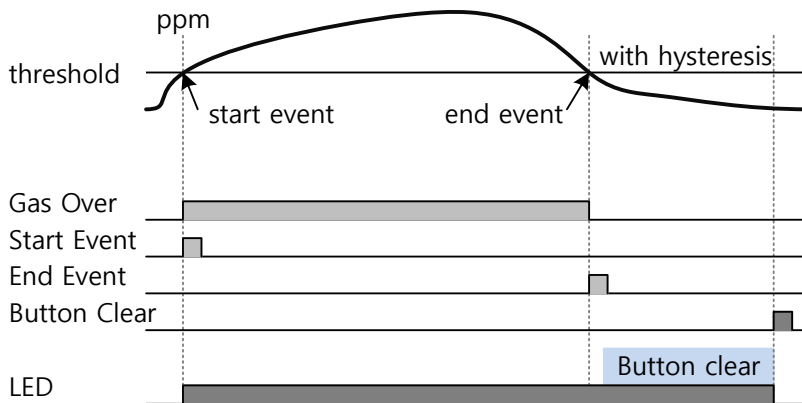 ppm
with hysteresis
threshold
start event
end event
Gas Over
Start Event
End Event
Button Clear
Button clear
LED